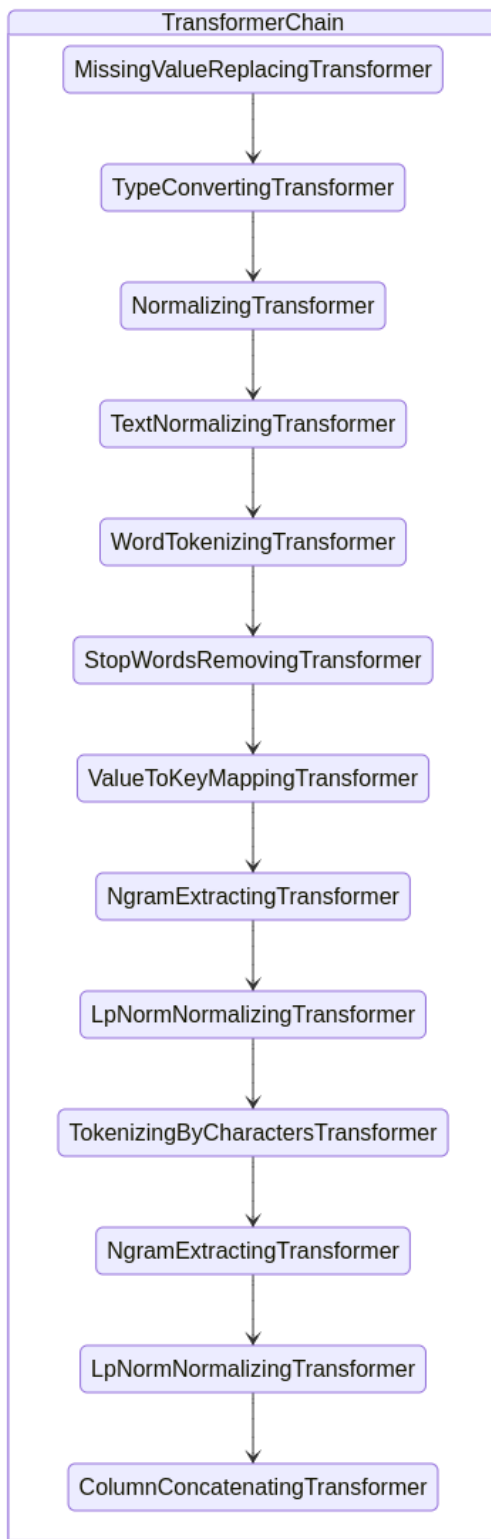 TransformerChain
MissingValueReplacingTransformer
TypeConvertingTransformer
NormalizingTransformer
TextNormalizingTransformer
WordTokenizingTransformer
StopWordsRemovingTransformer
ValueToKeyMappingTransformer
NgramExtractingTransformer
LpNormNormalizingTransformer
TokenizingByCharactersTransformer
NgramExtractingTransformer
LpNormNormalizingTransformer
ColumnConcatenatingTransformer